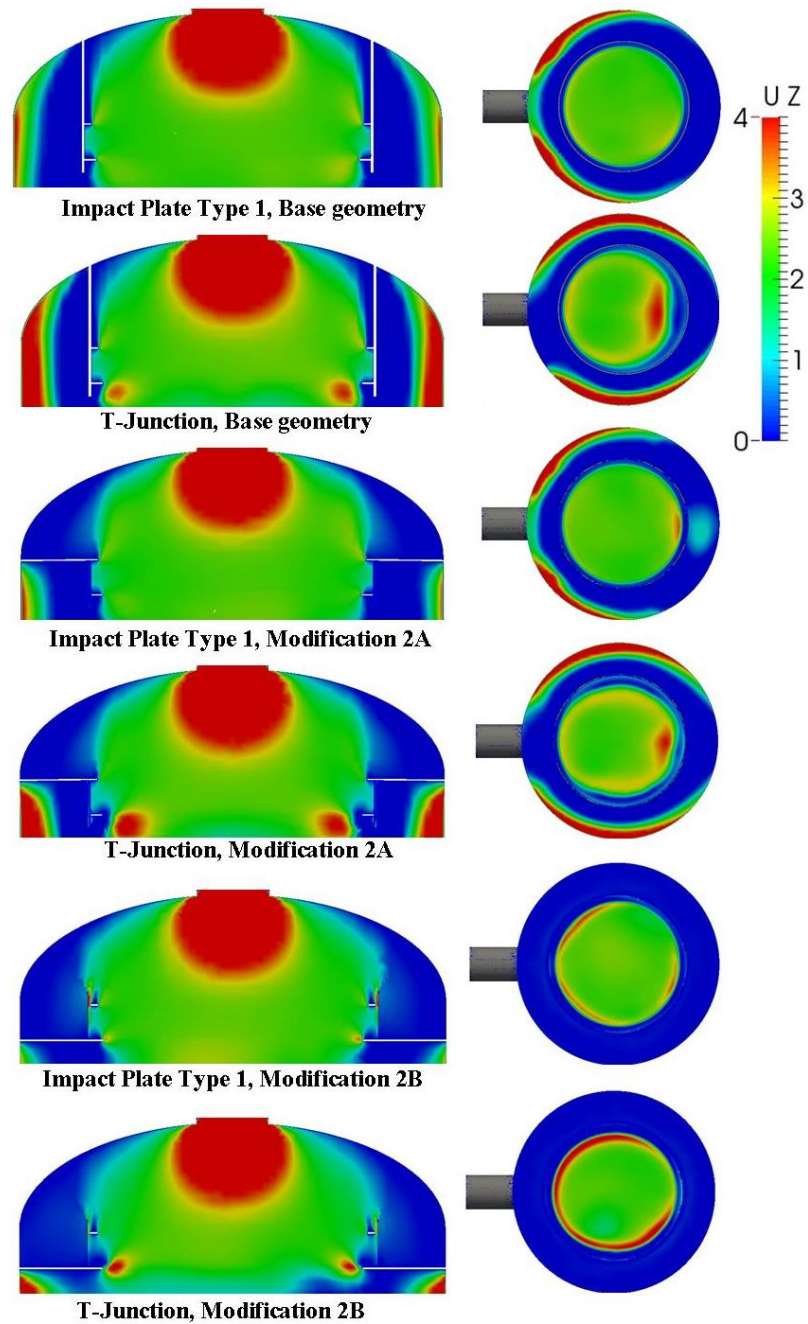 U Z
4
3
2
1
0
Impact Plate Type 1, Base geometry
T-Junction, Base geometry
Impact Plate Type 1, Modification 2A
T-Junction, Modification 2A
Impact Plate Type 1, Modification 2B
T-Junction, Modification 2B